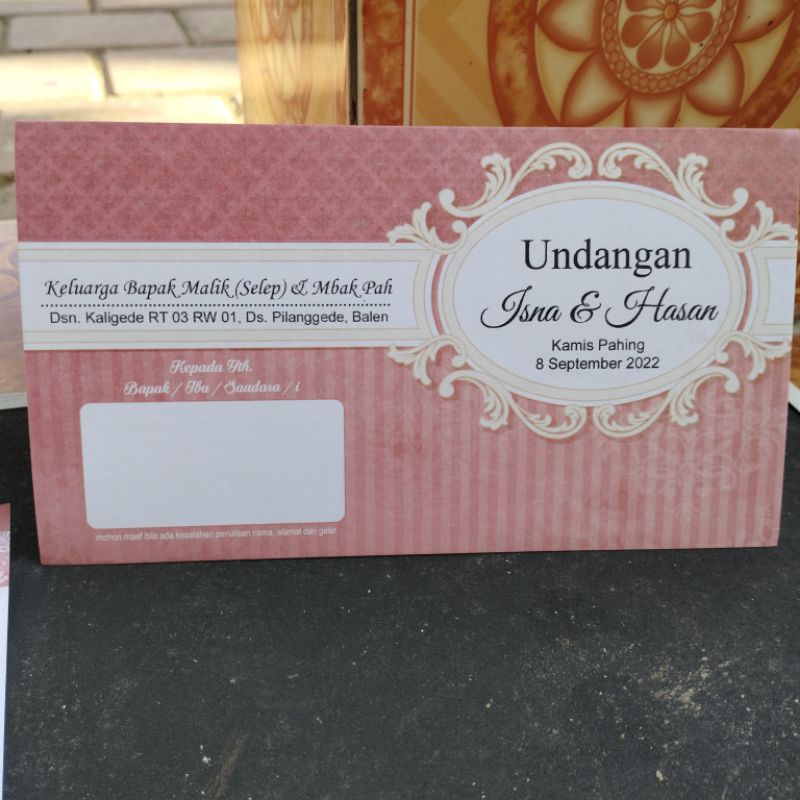 Keluarga Bapak Malik (Selep) & Mbak Pah
Dsn. Kaligede RT 03 RW 01, Ds. Pilanggede, Balen
Kepada Yth.
Bapak / Ibu / Saudara / i
mohon maaf bila ada kesalahan penulisan nama, alamat dan gelar
Undangan
Isna & Hasan
Kamis Pahing
8 September 2022